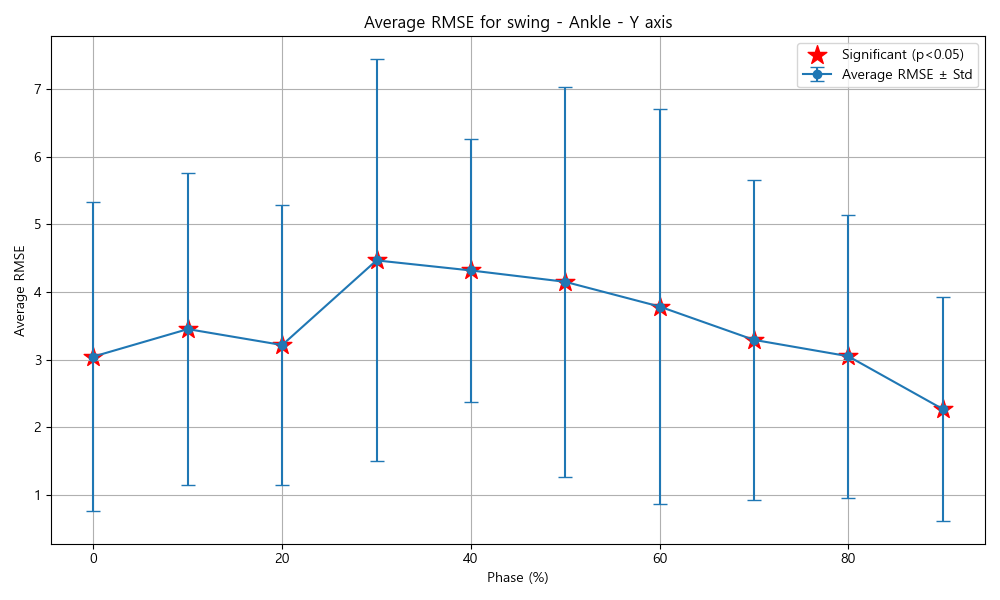 Average RMSE for swing - Ankle - Y axis
Significant (p<0.05)
Average RMSE ± Std
Average RMSE
7
6
5
4
3
2
1
0 20 40 60 80
Phase (%)